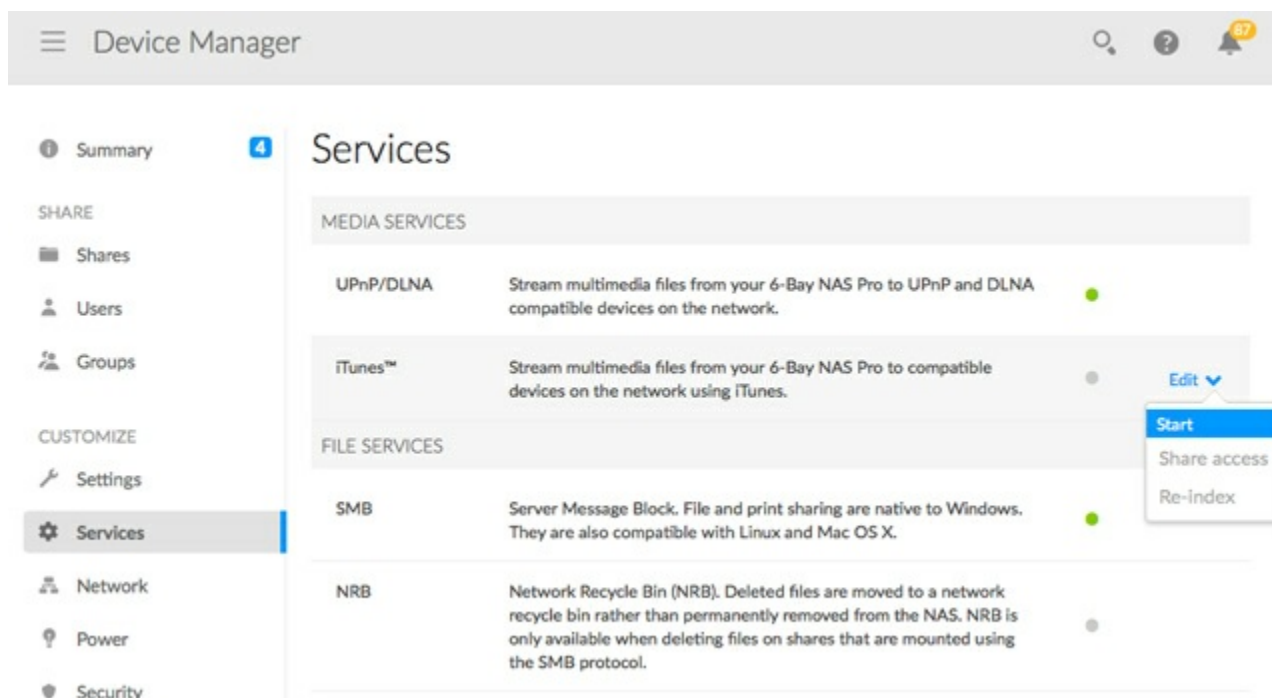 Device Manager
87
Summary
4
SHARE
Shares
Users
Groups
CUSTOMIZE
Settings
Services
Network
Power
Security
Services
MEDIA SERVICES
UPnP/DLNA
Stream multimedia files from your 6-Bay NAS Pro to UPnP and DLNA
compatible devices on the network.
iTunes™
Stream multimedia files from your 6-Bay NAS Pro to compatible
devices on the network using iTunes.
Edit
Start
Share access
Re-index
FILE SERVICES
SMB
Server Message Block. File and print sharing are native to Windows.
They are also compatible with Linux and Mac OS X.
NRB
Network Recycle Bin (NRB). Deleted files are moved to a network
recycle bin rather than permanently removed from the NAS. NRB is
only available when deleting files on shares that are mounted using
the SMB protocol.